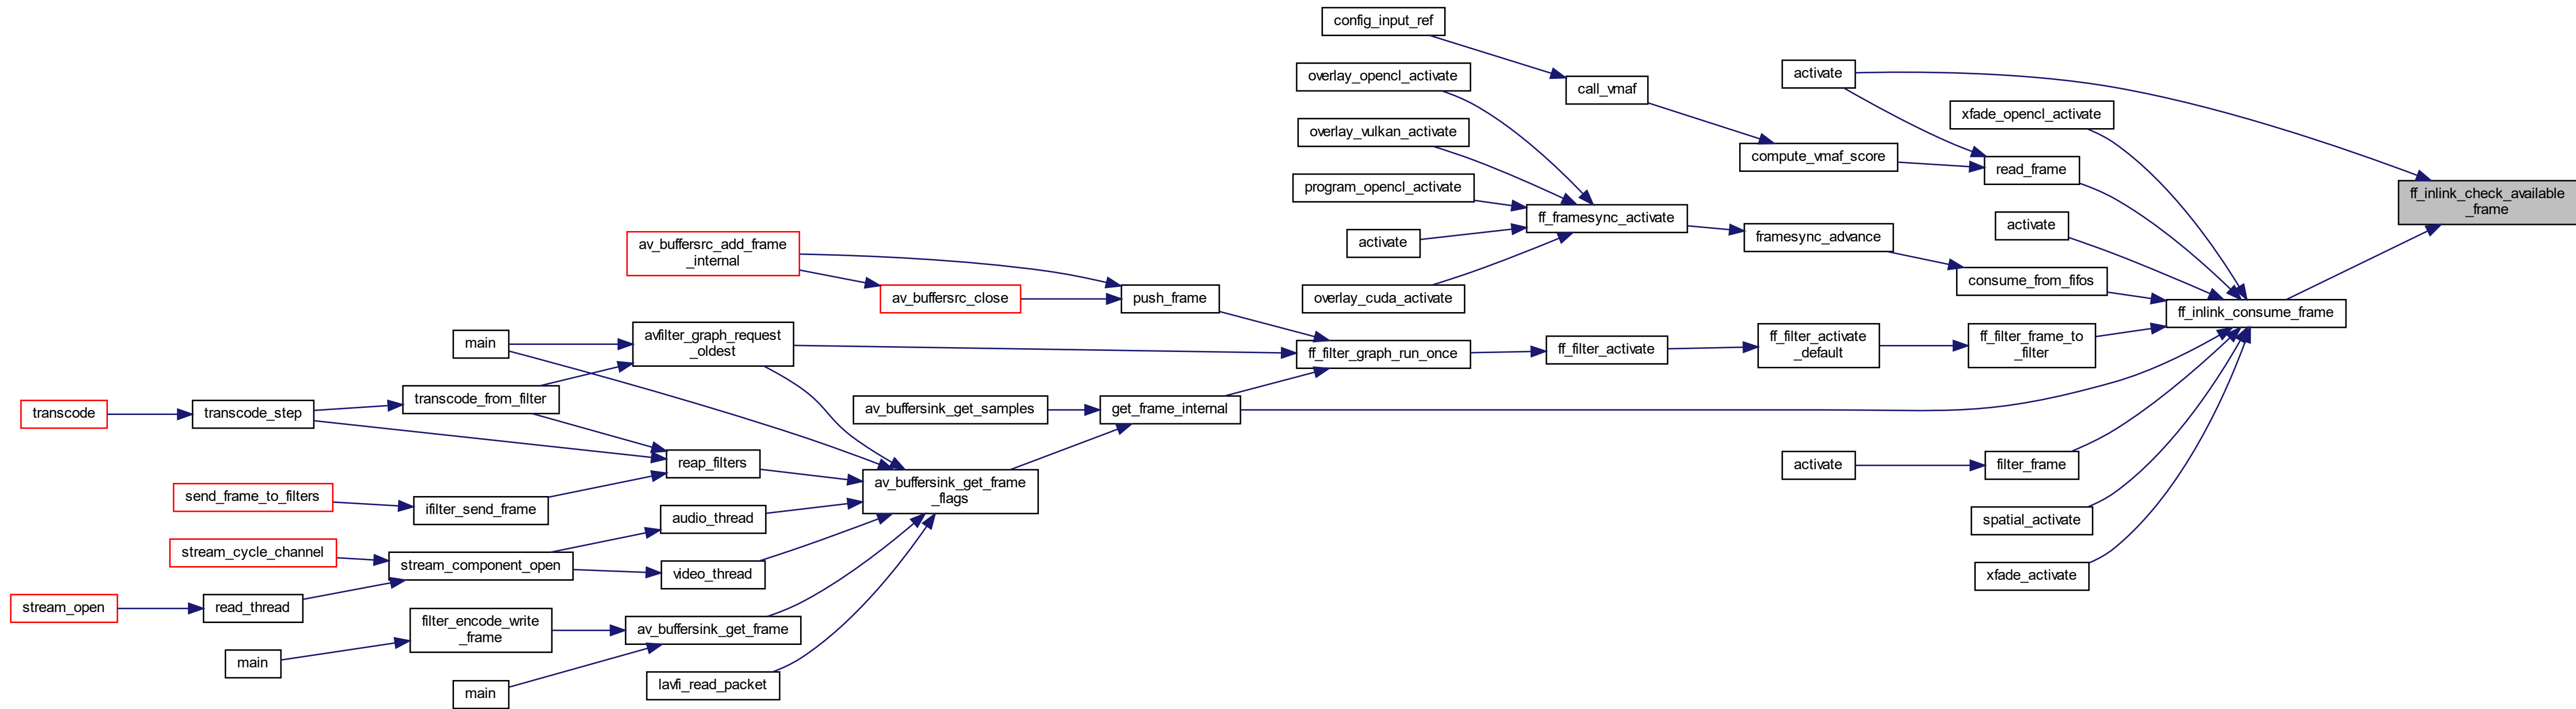 config_input_ref
overlay_opencl_activate
call_vmaf
activate
xfade_opencl_activate
overlay_vulkan_activate
compute_vmaf_score
read_frame
program_opencl_activate
ff_inlink_check_available
_frame
ff_framesync_activate
activate
av_buffersrc_add_frame
_internal
activate
framesync_advance
consume_from_fifos
av_buffersrc_close
push_frame
overlay_cuda_activate
ff_inlink_consume_frame
main
avfilter_graph_request
_oldest
ff_filter_graph_run_once
ff_filter_activate
ff_filter_activate
_default
ff_filter_frame_to
_filter
transcode
transcode_step
transcode_from_filter
av_buffersink_get_samples
get_frame_internal
reap_filters
activate
filter_frame
send_frame_to_filters
ifilter_send_frame
av_buffersink_get_frame
_flags
audio_thread
spatial_activate
stream_cycle_channel
stream_component_open
video_thread
xfade_activate
stream_open
read_thread
filter_encode_write
_frame
av_buffersink_get_frame
main
main
lavfi_read_packet